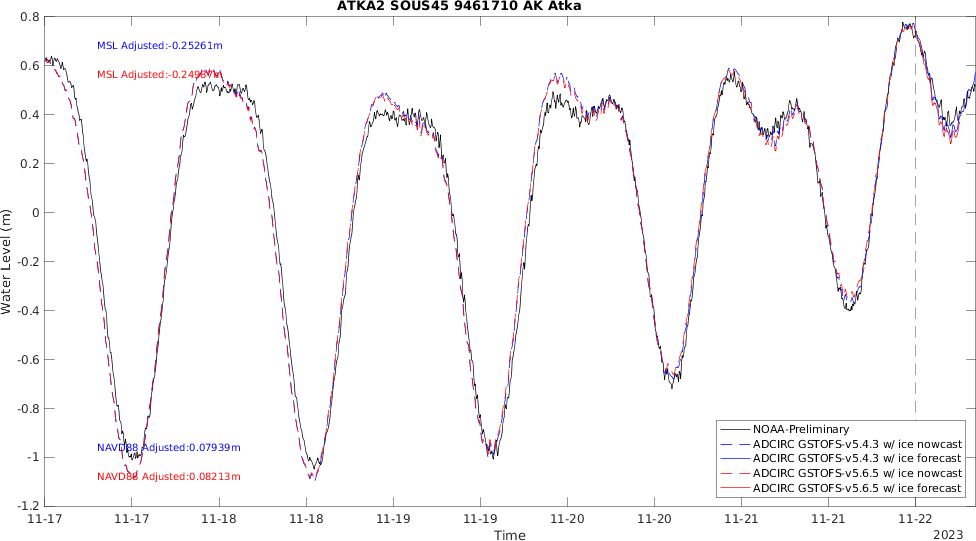 ATKA2 SOUS45 9461710 AK Atka
0.8
0.6
0.4
0.2
0
-0.2
-0.4
-0.6
-0.8
-1
-1.2
Water Level (m)
MSL Adjusted:-0.25261m
MSL Adjusted:-0.24987m
NAVD88 Adjusted:0.07939m
NAVD88 Adjusted:0.08213m
NOAA-Preliminary
ADCIRC GSTOFS-v5.4.3 w/ ice nowcast
ADCIRC GSTOFS-v5.4.3 w/ ice forecast
ADCIRC GSTOFS-v5.6.5 w/ ice nowcast
ADCIRC GSTOFS-v5.6.5 w/ ice forecast
11-17 11-17 11-18 11-18 11-19 11-19 11-20 11-20 11-21 11-21 11-22
Time
2023